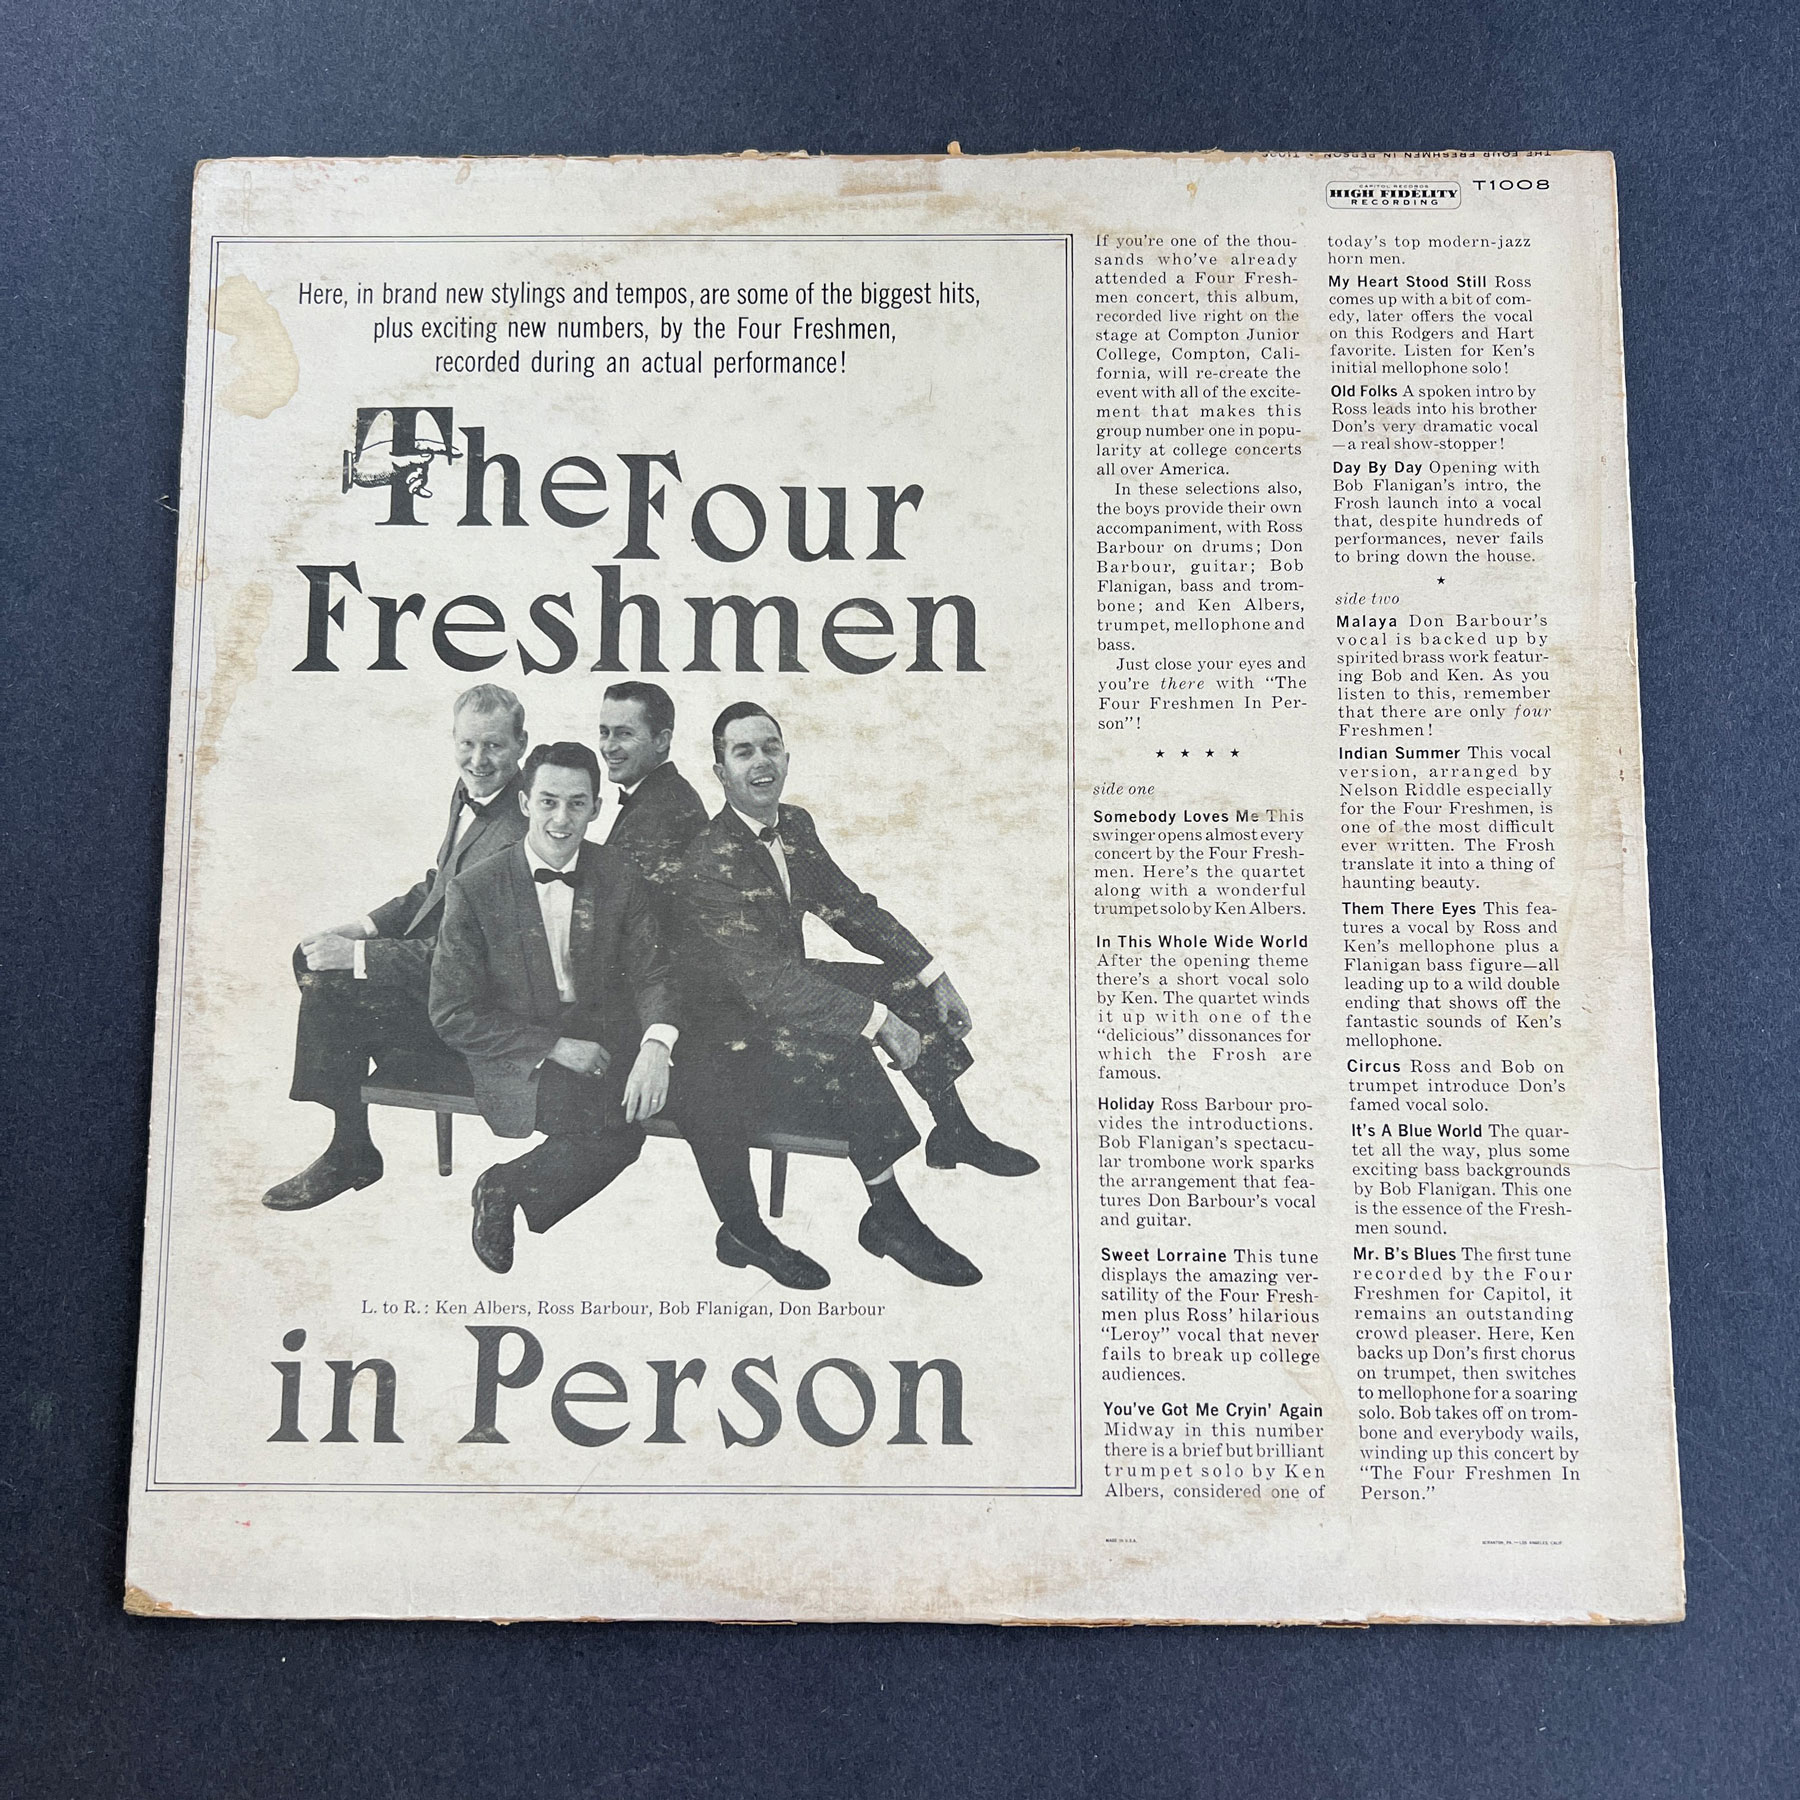 THE FOUR FRESHMEN IN PERSON • T1008
CAPITOL RECORDS
HIGH FIDELITY
RECORDING
T1008
Here, in brand new stylings and tempos, are some of the biggest hits,
plus exciting new numbers, by the Four Freshmen,
recorded during an actual performance!
The Four
Freshmen
L. to R.: Ken Albers, Ross Barbour, Bob Flanigan, Don Barbour
in Person
If you're one of the thou-
sands who've already
attended a Four Fresh-
men concert, this album,
recorded live right on the
stage at Compton Junior
College, Compton, Cali-
fornia, will re-create the
event with all of the excite-
ment that makes this
group number one in popu-
larity at college concerts
all over America.
In these selections also,
the boys provide their own
accompaniment, with Ross
Barbour on drums; Don
Barbour, guitar; Bob
Flanigan, bass and trom-
bone; and Ken Albers,
trumpet, mellophone and
bass.
Just close your eyes and
you're there with "The
Four Freshmen In Per-
son"!
★ ★ ★ ★
side one
Somebody Loves Me This
swinger opens almost every
concert by the Four Fresh-
men. Here's the quartet
along with a wonderful
trumpet solo by Ken Albers.
In This Whole Wide World
After the opening theme
there's a short vocal solo
by Ken. The quartet winds
it up with one of the
"delicious" dissonances for
which the Frosh are
famous.
Holiday Ross Barbour pro-
vides the introductions.
Bob Flanigan's spectacu-
lar trombone work sparks
the arrangement that fea-
tures Don Barbour's vocal
and guitar.
Sweet Lorraine This tune
displays the amazing ver-
satility of the Four Fresh-
men plus Ross' hilarious
"Leroy" vocal that never
fails to break up college
audiences.
You've Got Me Cryin' Again
Midway in this number
there is a brief but brilliant
trumpet solo by Ken
Albers, considered one of
today's top modern-jazz
horn men.
My Heart Stood Still Ross
comes up with a bit of com-
edy, later offers the vocal
on this Rodgers and Hart
favorite. Listen for Ken's
initial mellophone solo!
Old Folks A spoken intro by
Ross leads into his brother
Don's very dramatic vocal
—a real show-stopper!
Day By Day Opening with
Bob Flanigan's intro, the
Frosh launch into a vocal
that, despite hundreds of
performances, never fails
to bring down the house.
★
side two
Malaya Don Barbour's
vocal is backed up by
spirited brass work featur-
ing Bob and Ken. As you
listen to this, remember
that there are only four
Freshmen!
Indian Summer This vocal
version, arranged by
Nelson Riddle especially
for the Four Freshmen, is
one of the most difficult
ever written. The Frosh
translate it into a thing of
haunting beauty.
Them There Eyes This fea-
tures a vocal by Ross and
Ken's mellophone plus a
Flanigan bass figure—all
leading up to a wild double
ending that shows off the
fantastic sounds of Ken's
mellophone.
Circus Ross and Bob on
trumpet introduce Don's
famed vocal solo.
It's A Blue World The quar-
tet all the way, plus some
exciting bass backgrounds
by Bob Flanigan. This one
is the essence of the Fresh-
men sound.
Mr. B's Blues The first tune
recorded by the Four
Freshmen for Capitol, it
remains an outstanding
crowd pleaser. Here, Ken
backs up Don's first chorus
on trumpet, then switches
to mellophone for a soaring
solo. Bob takes off on trom-
bone and everybody wails,
winding up this concert by
"The Four Freshmen In
Person."
MADE IN U.S.A.
SCRANTON, PA.—LOS ANGELES, CALIF.